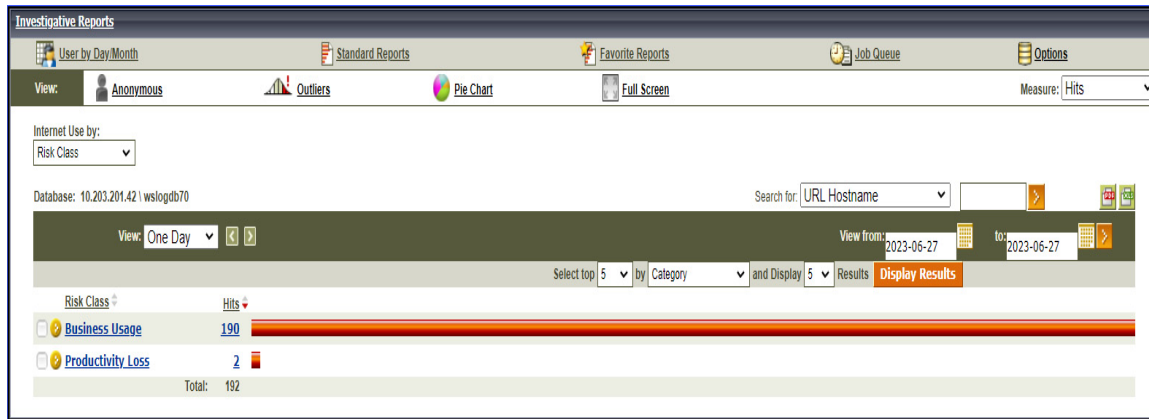 Investigative Reports
User by Day/Month Standard Reports Favorite Reports Job Queue Options
View: Anonymous Outliers Pie Chart Full Screen Measure: Hits
Internet Use by:
Risk Class
Database: 10.203.201.42 \ wslogdb70 Search for: URL Hostname
View: One Day View from: 2023-06-27 to: 2023-06-27
Select top 5 by Category and Display 5 Results Display Results
Risk Class Hits
Business Usage 190
Productivity Loss 2
Total: 192